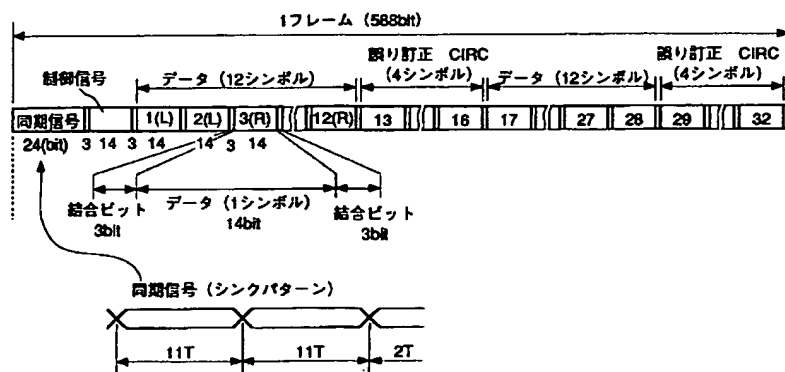 1フレーム (588bit)
制御信号
データ (12シンボル)
誤り訂正 CIRC
(4シンボル)
データ (12シンボル)
誤り訂正 CIRC
(4シンボル)
同期信号 1(L) 2(L) 3(R) 12(R) 13 16 17 27 28 29 32
24(bit) 3 14 3 14 14 3 14
結合ビット
3bit
データ (1シンボル)
14bit
結合ビット
3bit
同期信号 (シンクパターン)
11T 11T 2T